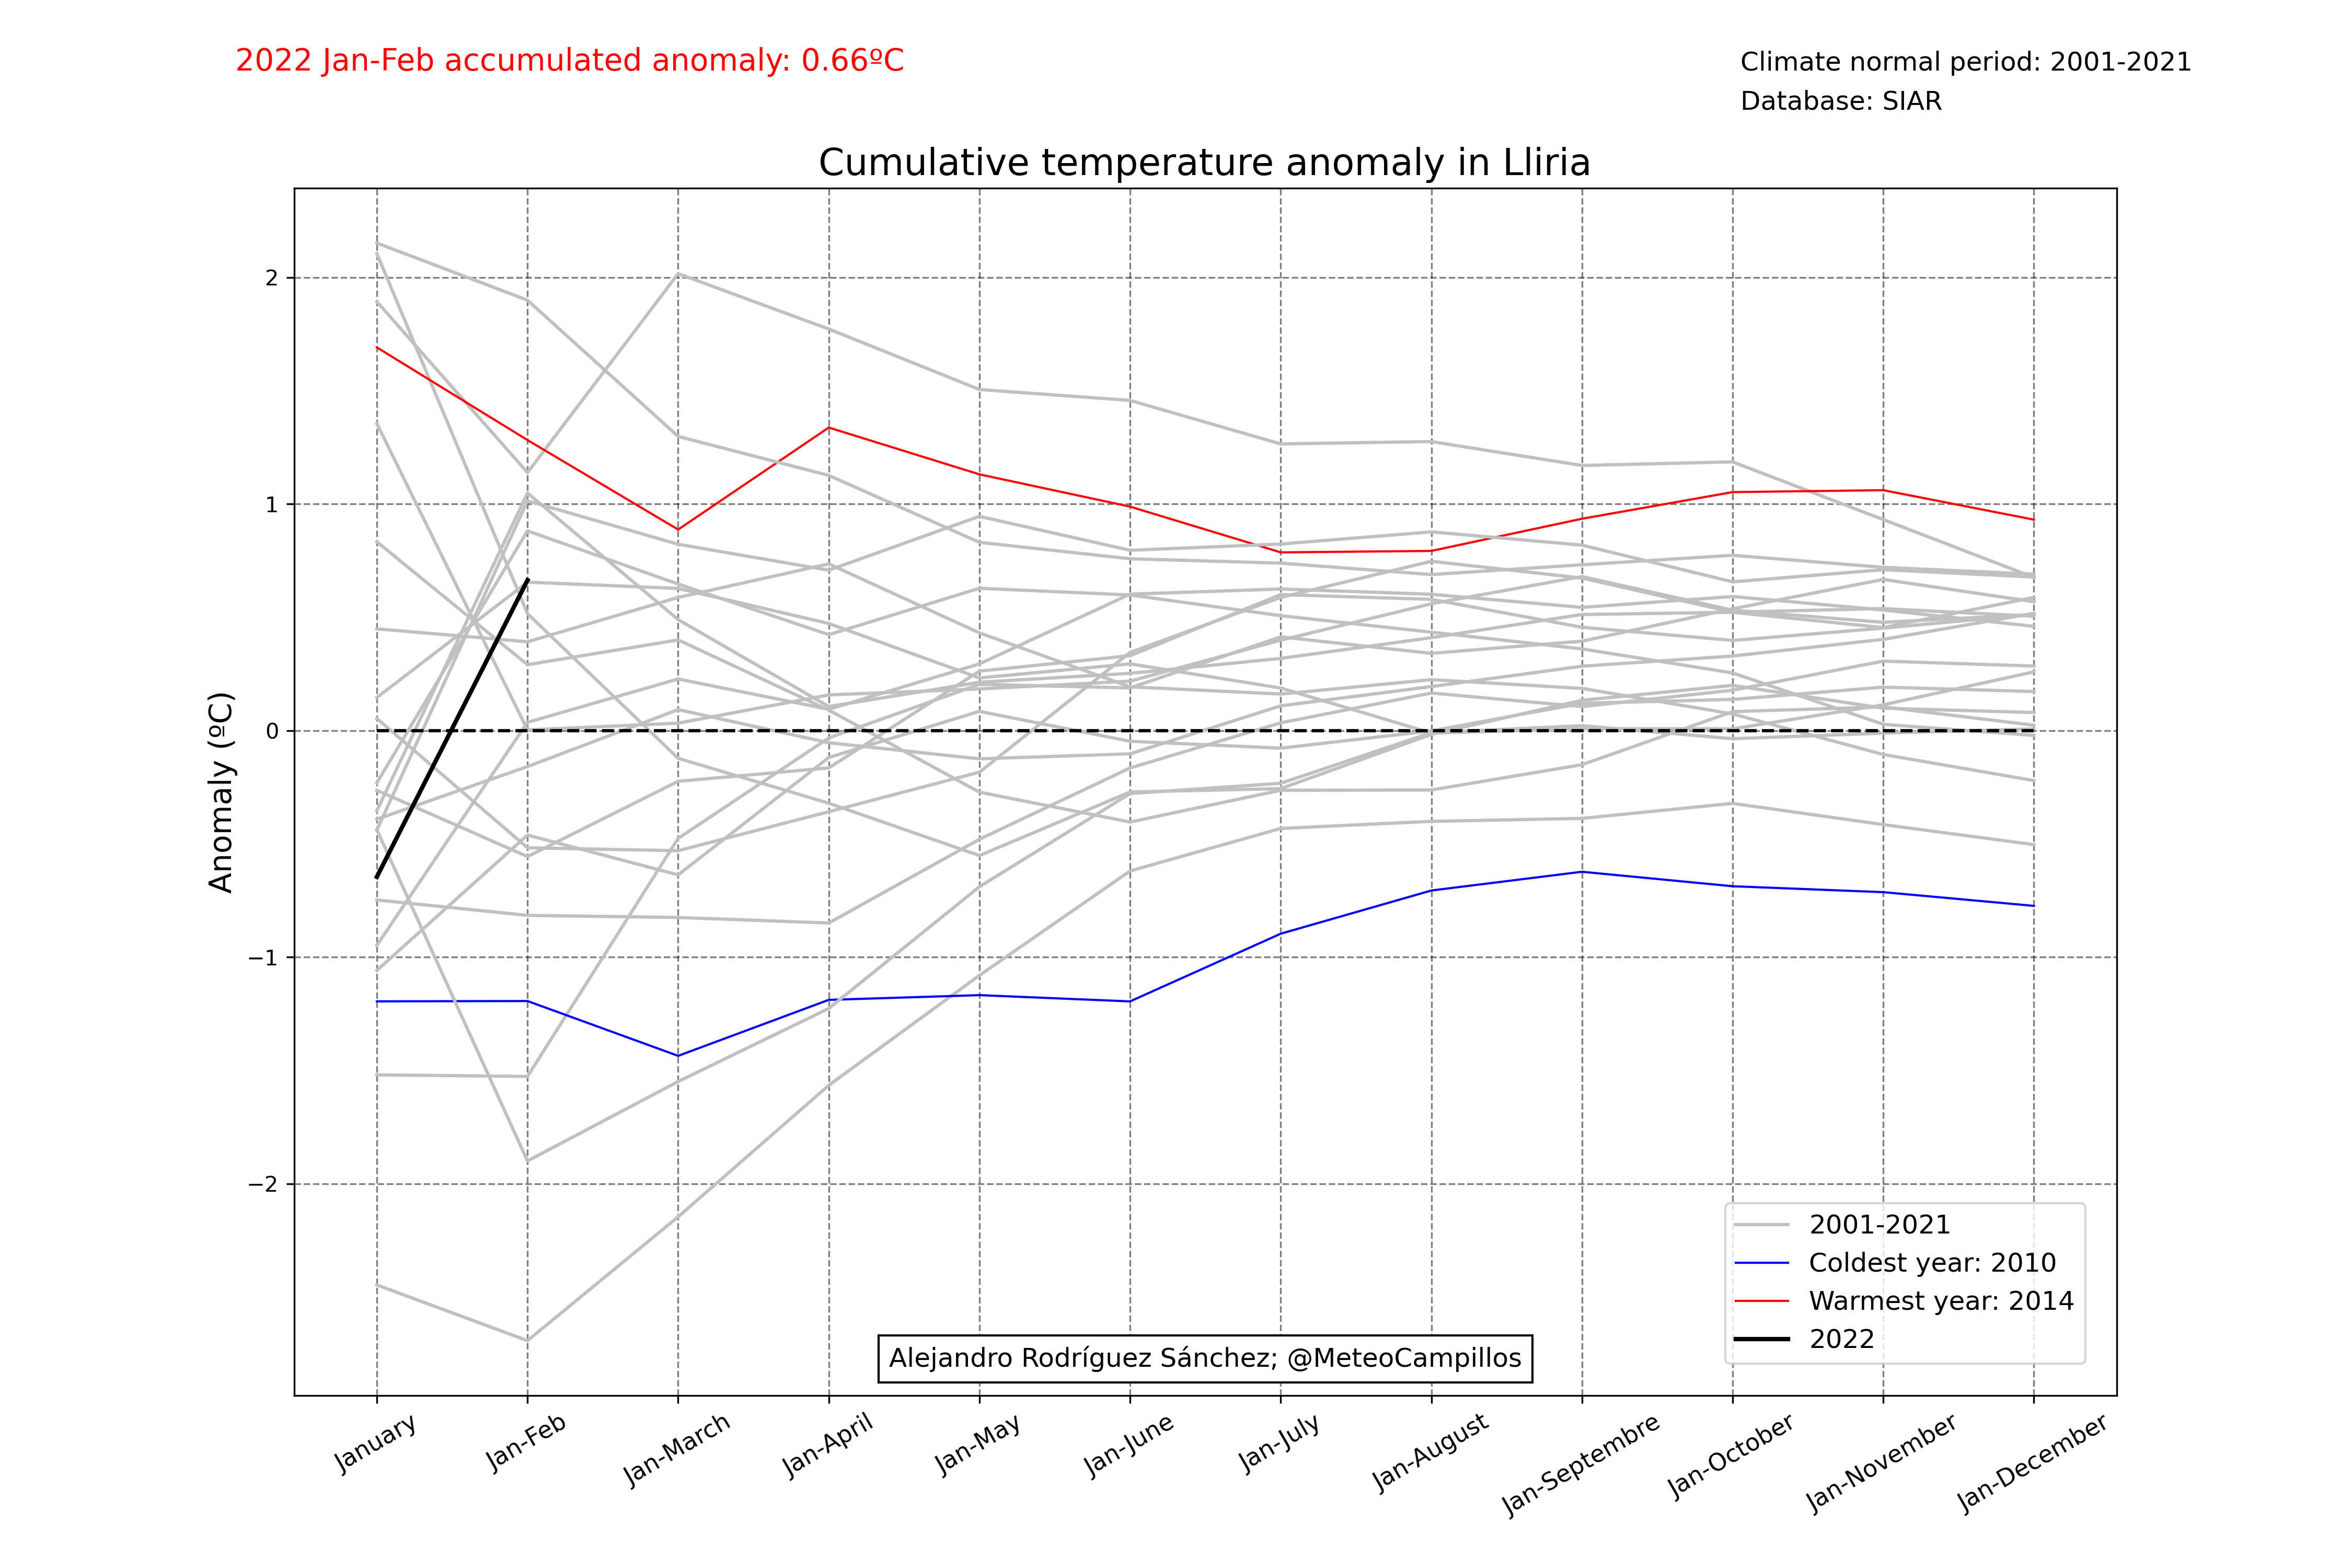 2022 Jan-Feb accumulated anomaly: 0.66ºC
Climate normal period: 2001-2021
Database: SIAR
Cumulative temperature anomaly in Lliria
Anomaly (ºC)
2
1
0
−1
−2
2001-2021
Coldest year: 2010
Warmest year: 2014
2022
Alejandro Rodríguez Sánchez; @MeteoCampillos
January
Jan-Feb
Jan-March
Jan-April
Jan-May
Jan-June
Jan-July
Jan-August
Jan-Septembre
Jan-October
Jan-November
Jan-December